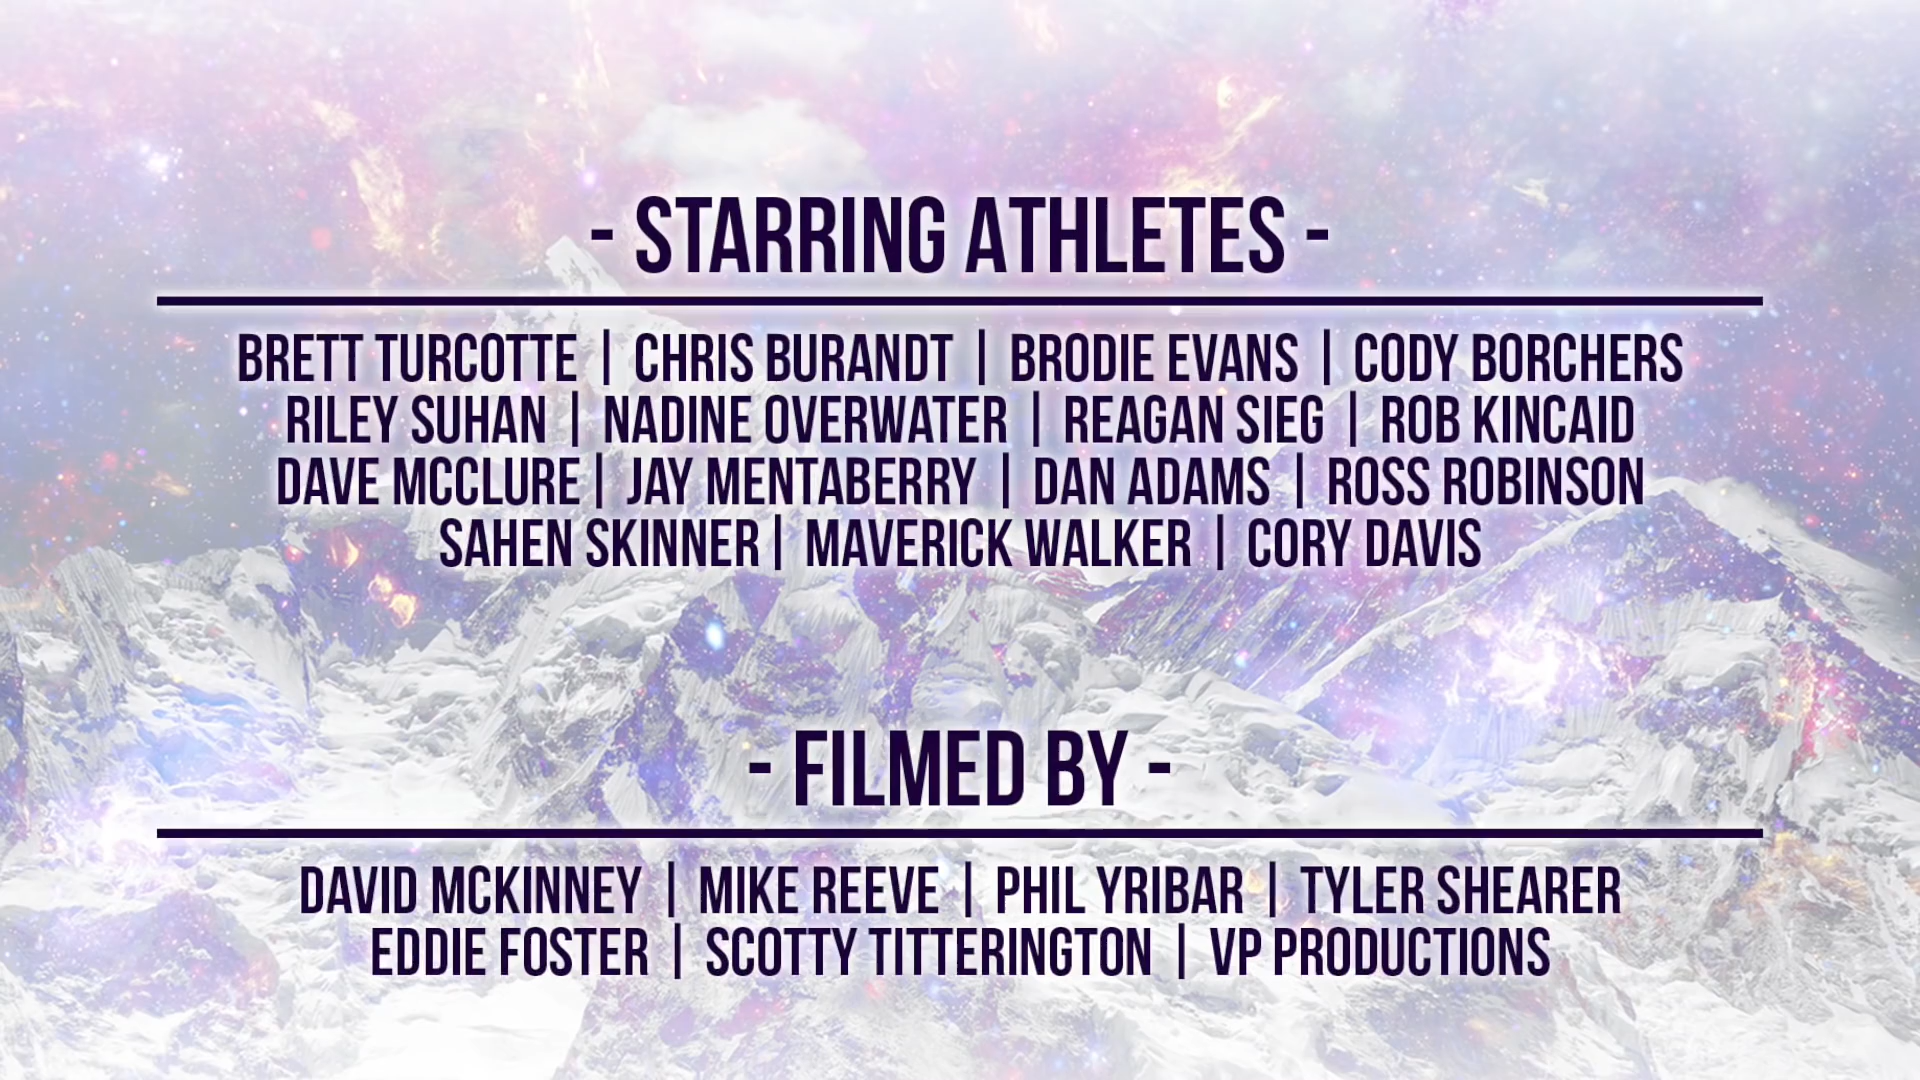 - STARRING ATHLETES -
BRETT TURCOTTE | CHRIS BURANDT | BRODIE EVANS | CODY BORCHERS
RILEY SUHAN | NADINE OVERWATER | REAGAN SIEG | ROB KINCAID
DAVE MCCLURE | JAY MENTABERRY | DAN ADAMS | ROSS ROBINSON
SAHEN SKINNER | MAVERICK WALKER | CORY DAVIS
- FILMED BY -
DAVID MCKINNEY | MIKE REEVE | PHIL YRIBAR | TYLER SHEARER
EDDIE FOSTER | SCOTTY TITTERINGTON | VP PRODUCTIONS